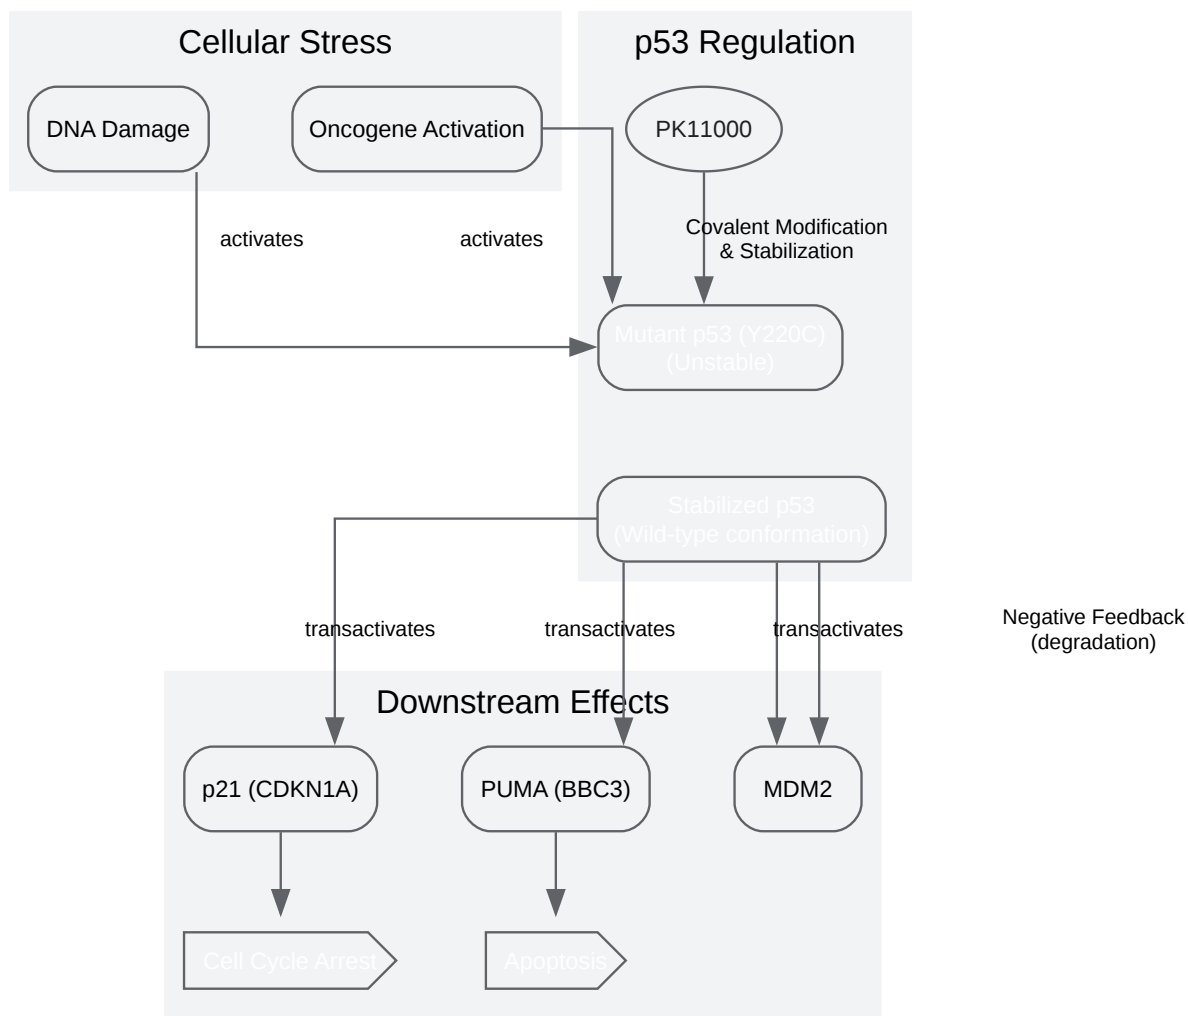 Cellular Stress
p53 Regulation
DNA Damage
Oncogene Activation
PK11000
activates
activates
Covalent Modification
& Stabilization
Mutant p53 (Y220C)
(Unstable)
Stabilized p53
(Wild-type conformation)
transactivates
transactivates
transactivates
Negative Feedback
(degradation)
Downstream Effects
p21 (CDKN1A)
PUMA (BBC3)
MDM2
Cell Cycle Arrest
Apoptosis